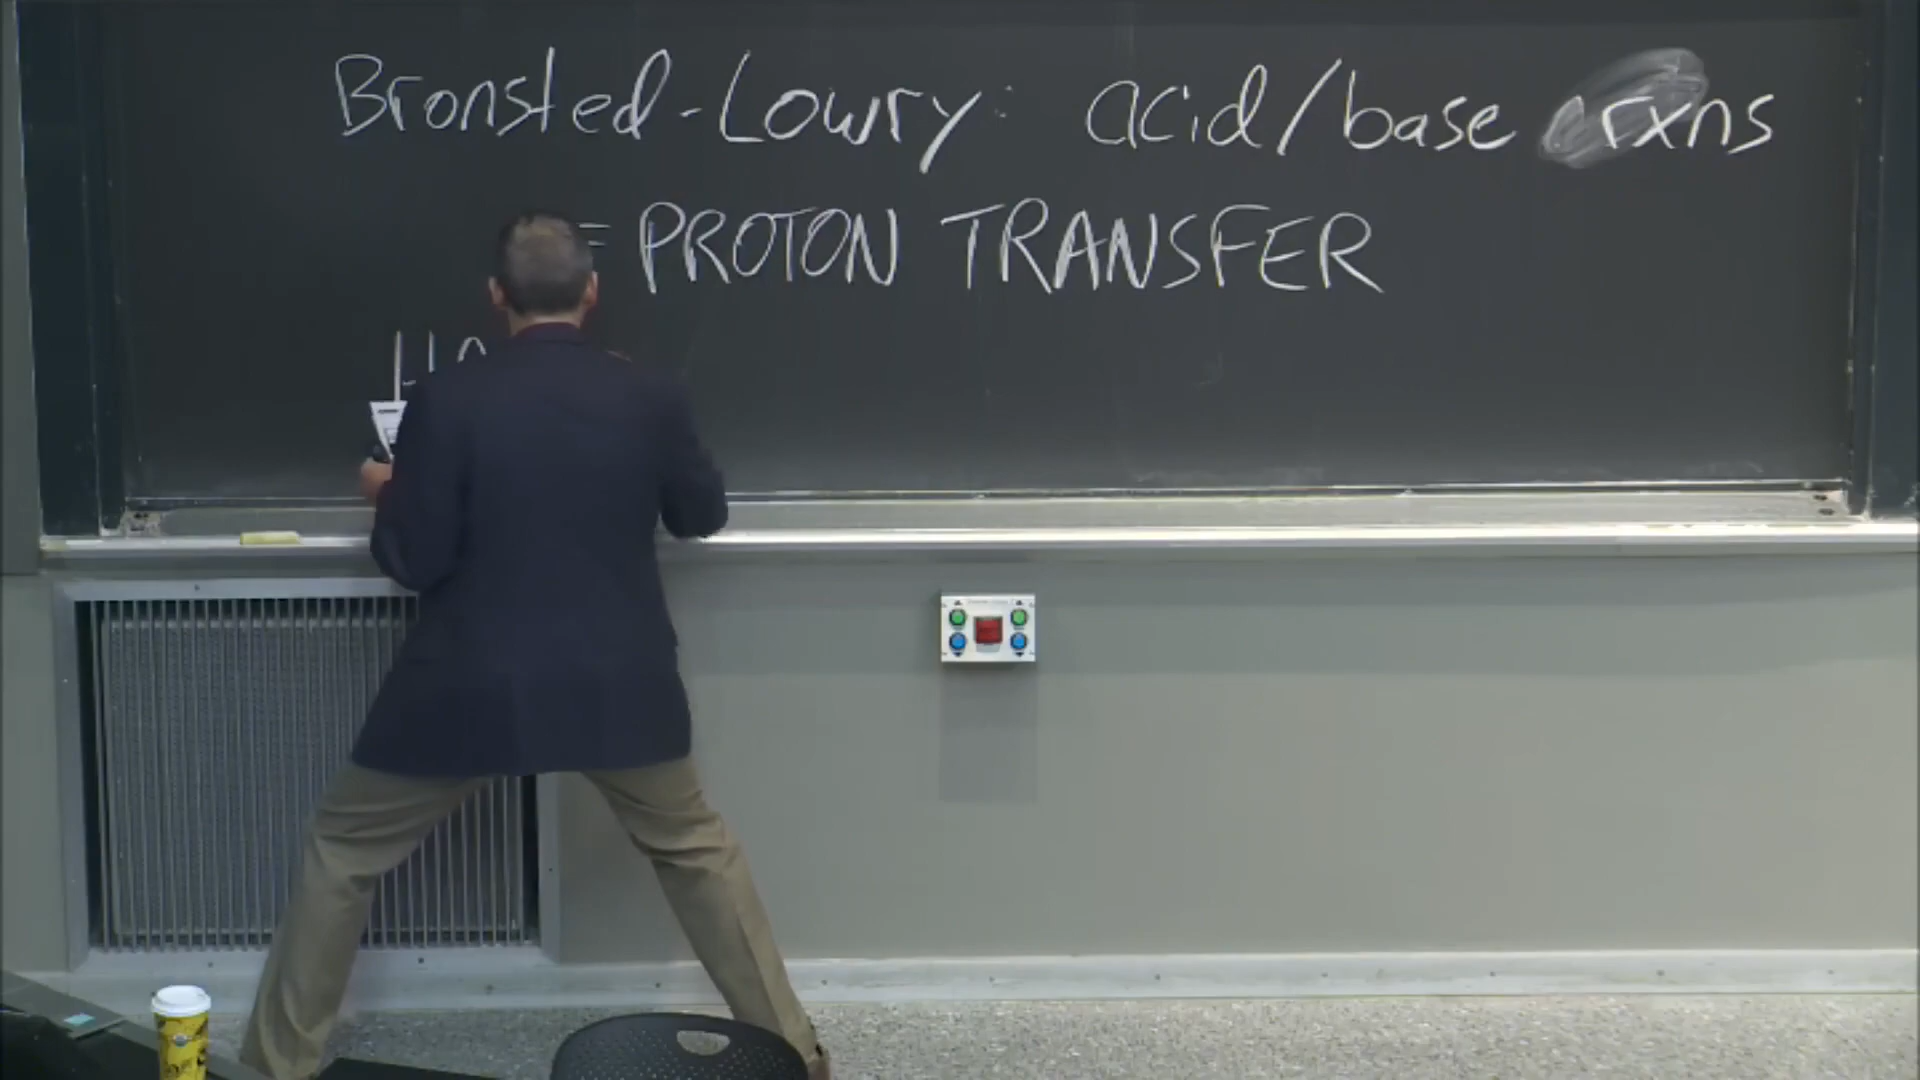 Bronsted-Lowry: acid/base rxns
= PROTON TRANSFER